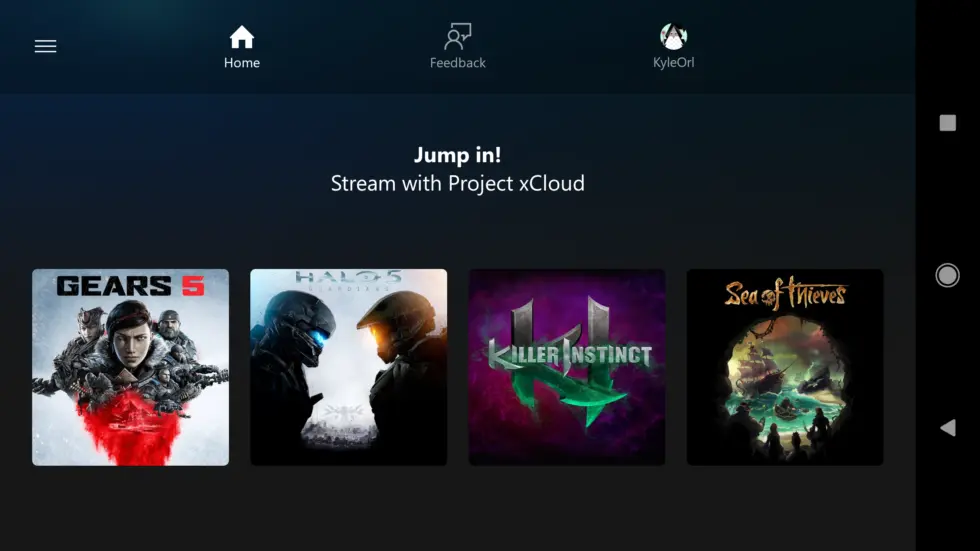 Home
Feedback
KyleOrl
Jump in!
Stream with Project xCloud
GEARS 5
HALO 5
GUARDIANS
KILLER INSTINCT
Sea of Thieves